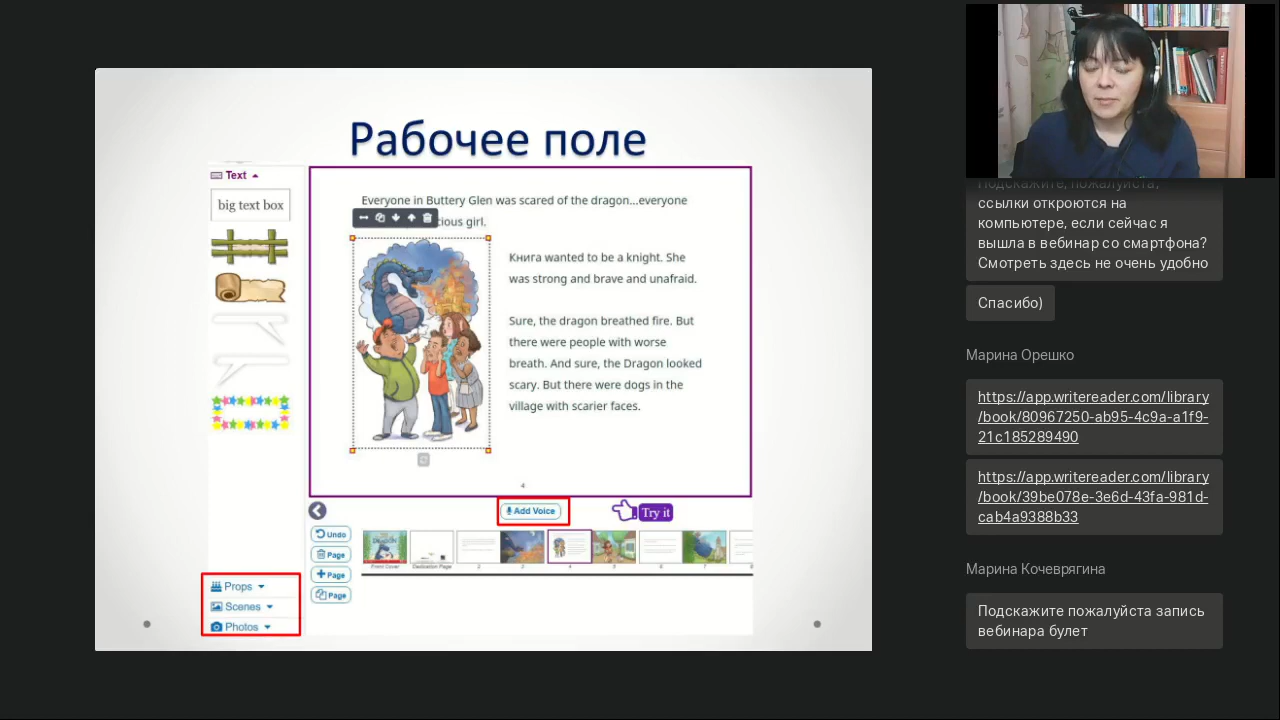 Рабочее поле
Text
big text box
Everyone in Buttery Glen was scared of the dragon...everyone
cious girl.
Книга wanted to be a knight. She
was strong and brave and unafraid.
Sure, the dragon breathed fire. But
there were people with worse
breath. And sure, the Dragon looked
scary. But there were dogs in the
village with scarier faces.
4
Add Voice
Try it
Undo
Page
Page
Page
Front Cover
Dedication Page
Props
Scenes
Photos
Подскажите, пожалуйста,
ссылки откроются на
компьютере, если сейчас я
вышла в вебинар со смартфона?
Смотреть здесь не очень удобно
Спасибо)
Марина Орешко
https://app.writereader.com/library
/book/80967250-ab95-4c9a-a1f9-
21c185289490
https://app.writereader.com/library
/book/39be078e-3e6d-43fa-981d-
cab4a9388b33
Марина Кочеврягина
Подскажите пожалуйста запись
вебинара булет